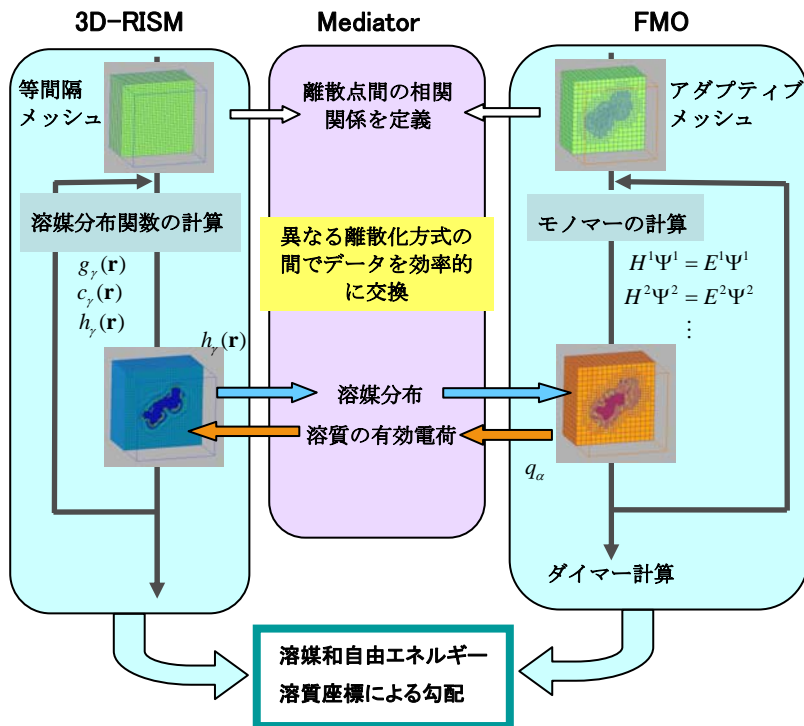 3D-RISM
Mediator
FMO
等間隔
メッシュ
離散点間の相関
関係を定義
アダプティブ
メッシュ
溶媒分布関数の計算
g_γ(r)
c_γ(r)
h_γ(r)
h_γ(r)
異なる離散化方式の
間でデータを効率的
に交換
モノマーの計算
H¹Ψ¹ = E¹Ψ¹
H²Ψ² = E²Ψ²
⋮
溶媒分布
溶質の有効電荷
q_α
ダイマー計算
溶媒和自由エネルギー
溶質座標による勾配